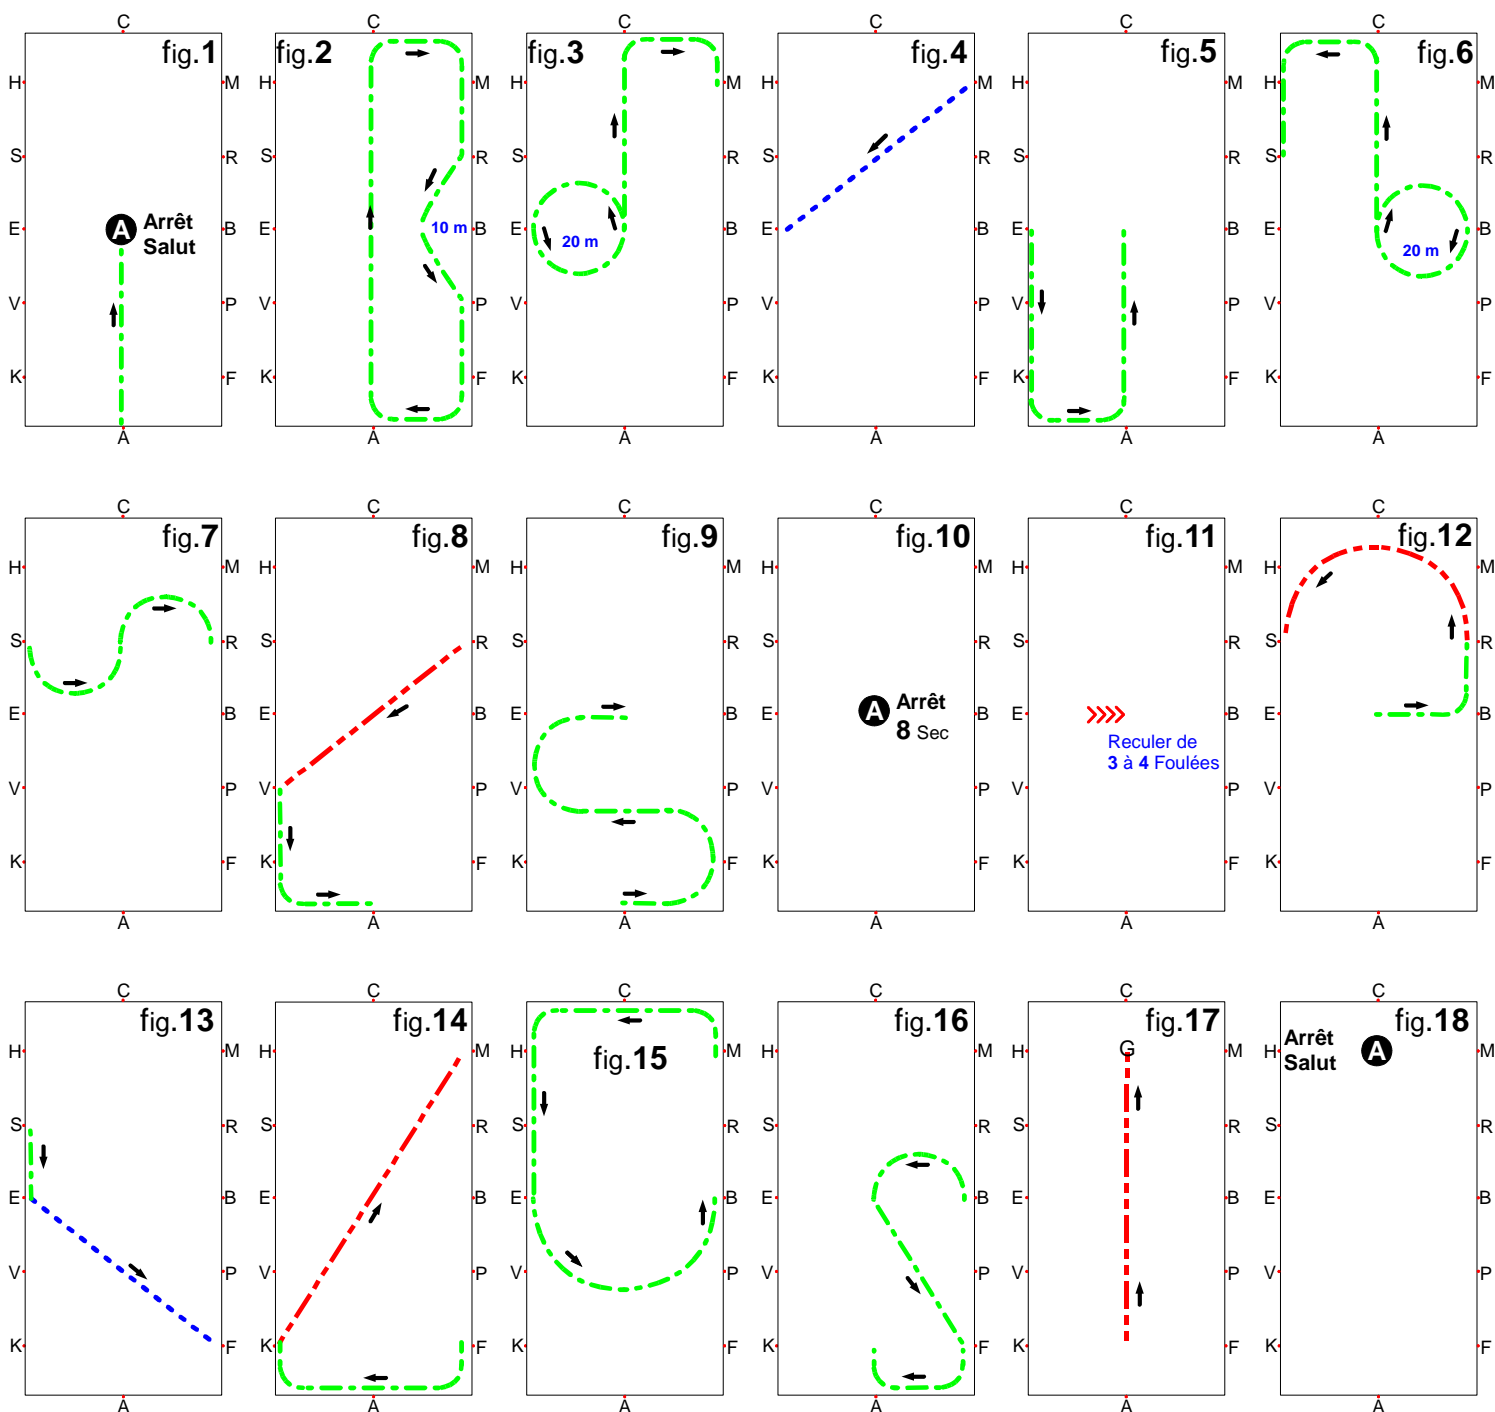 C C C C C C
fig.1 fig.2 fig.3 fig.4 fig.5 fig.6
H M H M H M H M H M H M
S R S R S R S R S R S R
E A Arrêt B E 10 m B E 20 m B E B E B E 20 m B
Salut
V P V P V P V P V P V P
K F K F K F K F K F K F
A A A A A A
C C C C C C
fig.7 fig.8 fig.9 fig.10 fig.11 fig.12
H M H M H M H M H M H M
S R S R S R S R S R S R
E B E B E B E A Arrêt B E B E B
8 Sec
Reculer de
3 à 4 Foulées
V P V P V P V P V P V P
K F K F K F K F K F K F
A A A A A A
C C C C C C
fig.13 fig.14 fig.15 fig.16 fig.17 fig.18
H M H M H M H M H G M H Arrêt A M
Salut
S R S R S R S R S R S R
E B E B E B E B E B E B
V P V P V P V P V P V P
K F K F K F K F K F K F
A A A A A A